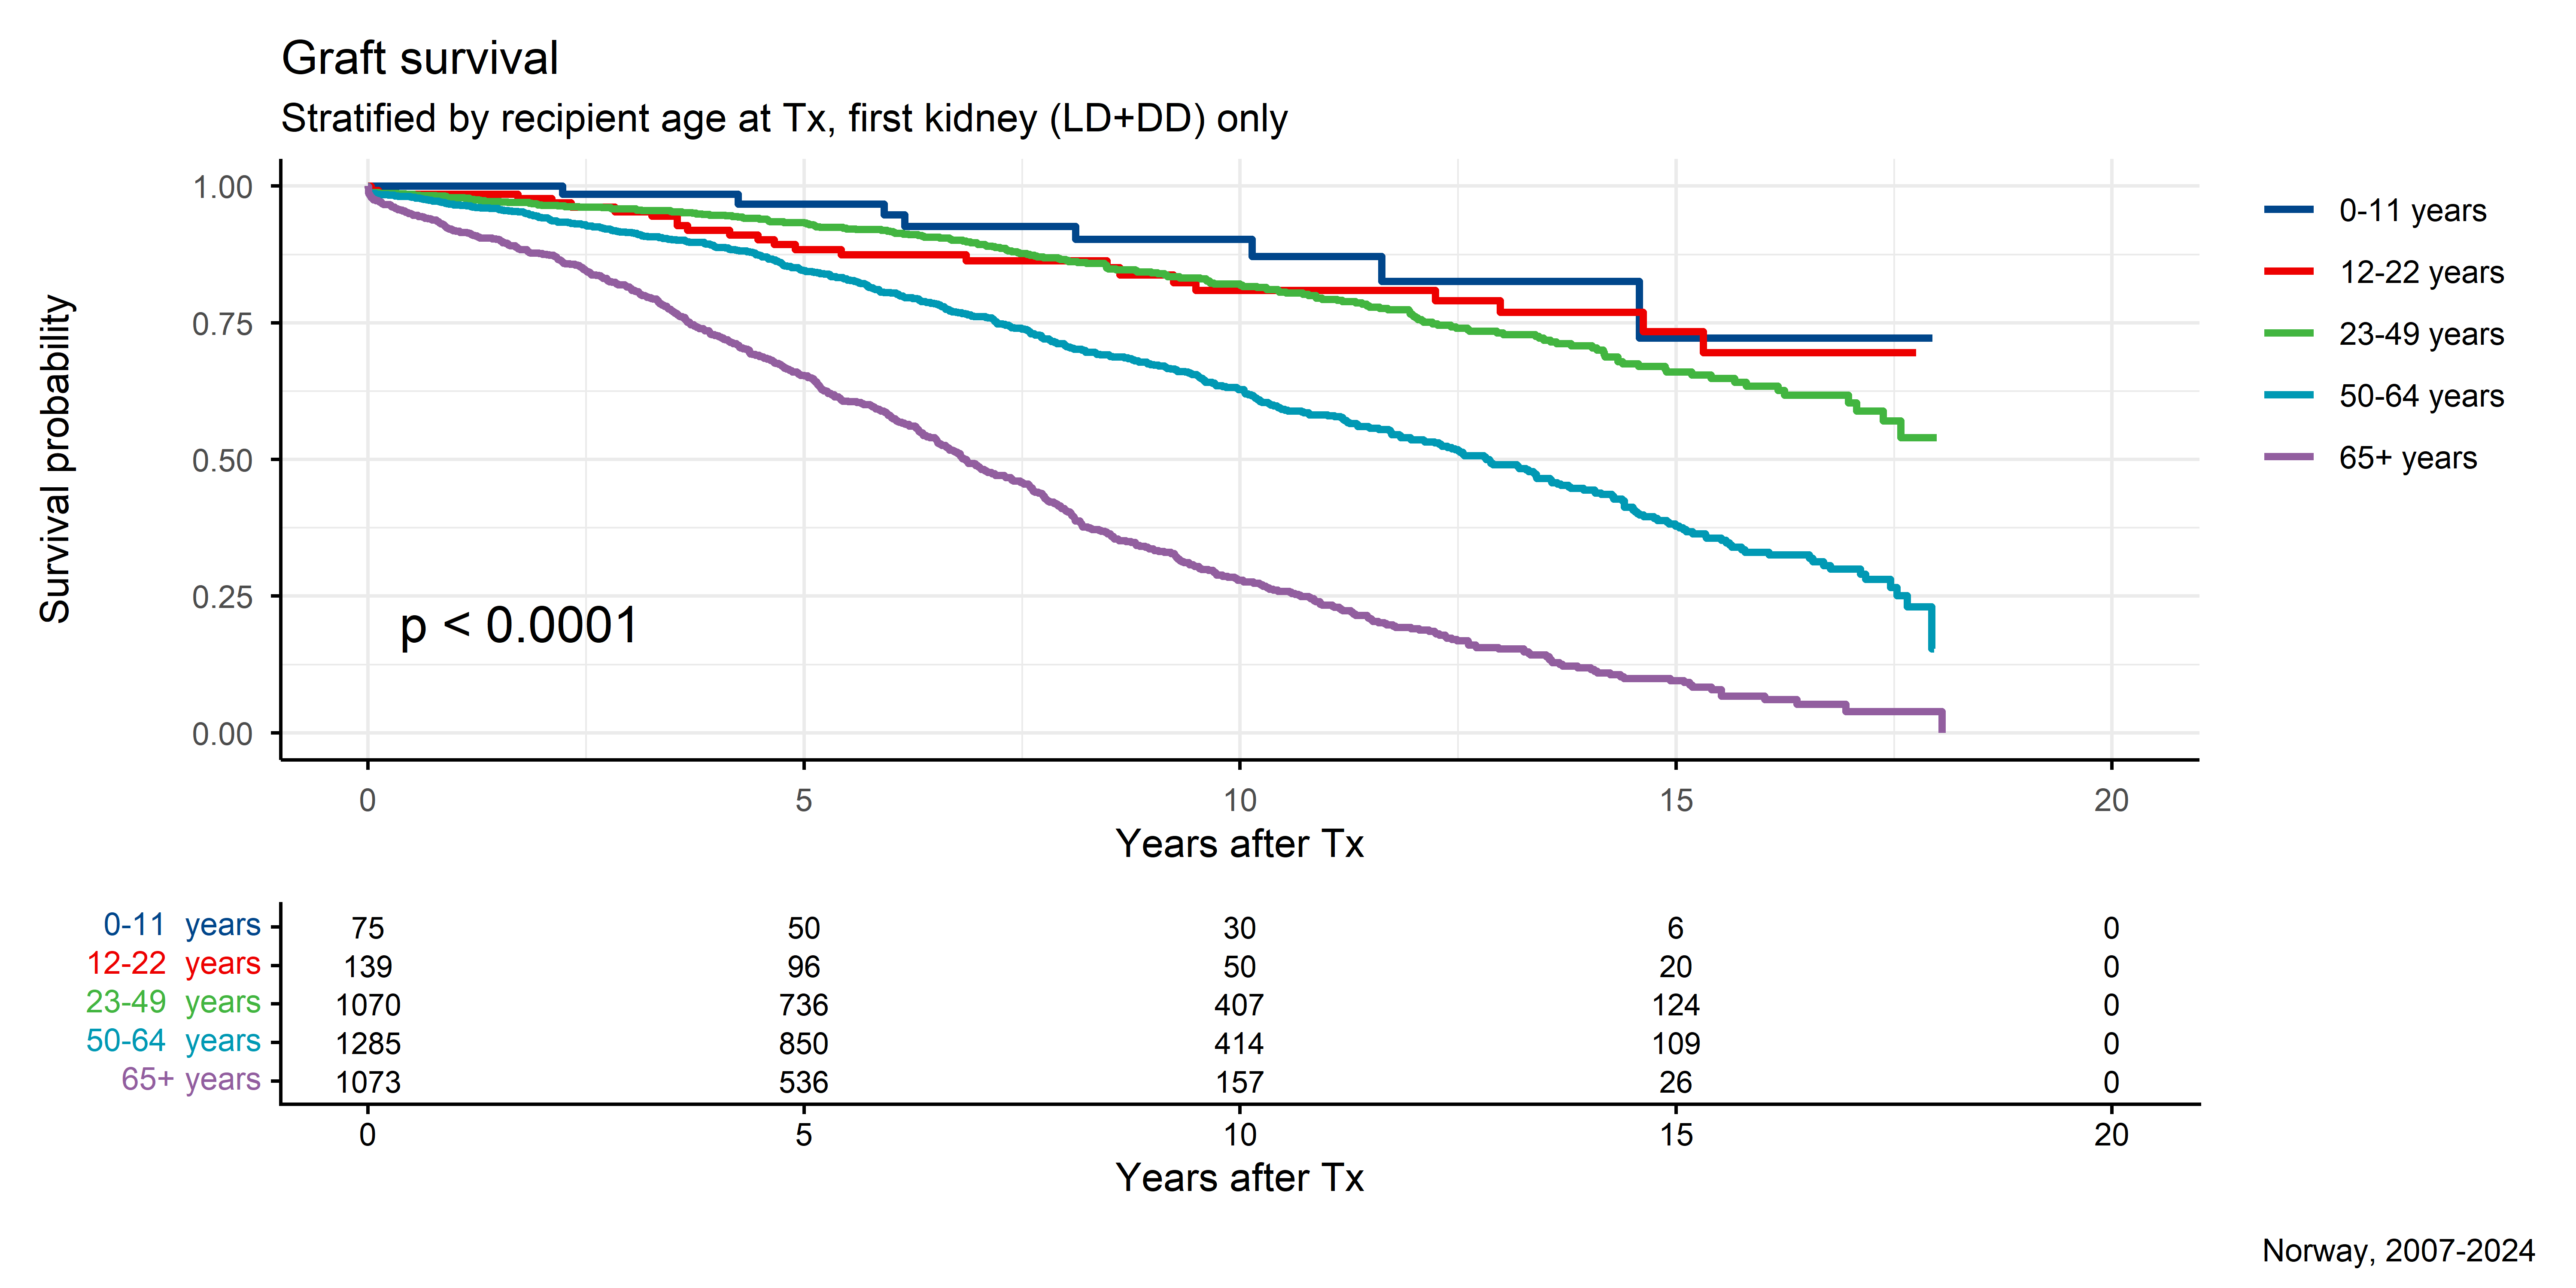 Graft survival
Stratified by recipient age at Tx, first kidney (LD+DD) only
Survival probability
1.00
0.75
0.50
0.25
0.00
p < 0.0001
0 5 10 15 20
Years after Tx
0-11 years
12-22 years
23-49 years
50-64 years
65+ years
0-11 years 75 50 30 6 0
12-22 years 139 96 50 20 0
23-49 years 1070 736 407 124 0
50-64 years 1285 850 414 109 0
65+ years 1073 536 157 26 0
0 5 10 15 20
Years after Tx
Norway, 2007-2024